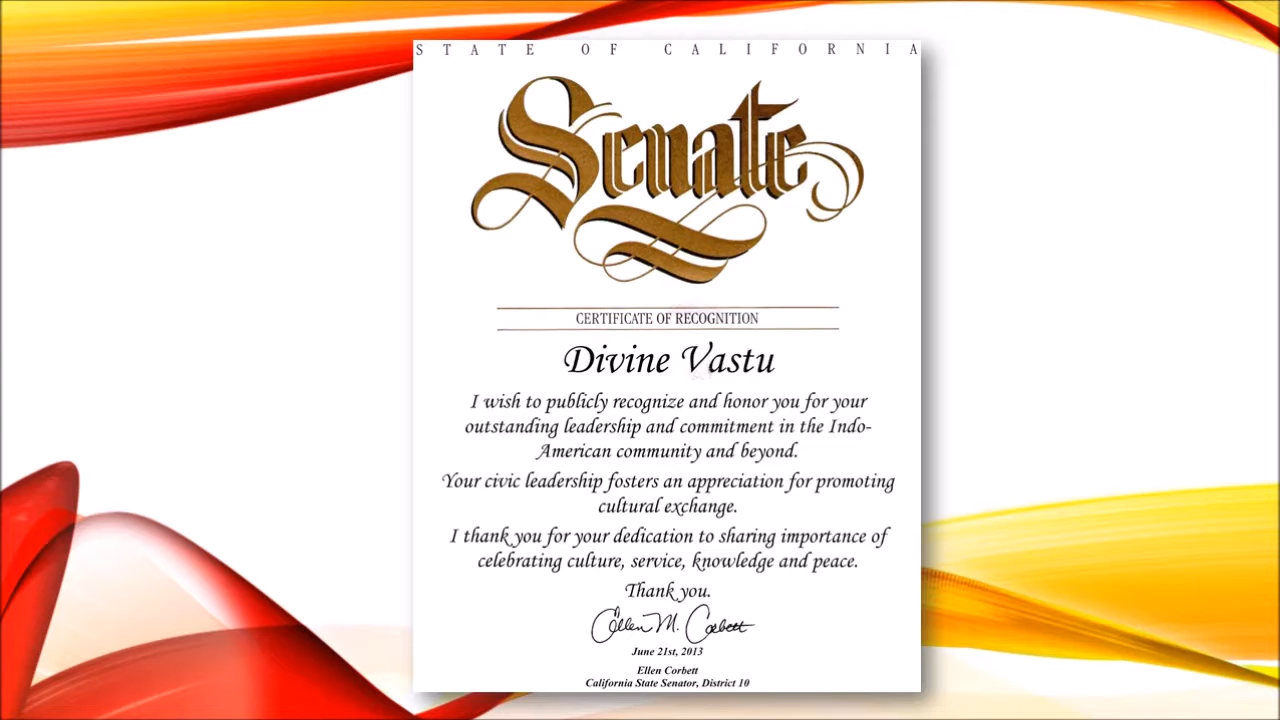 STATE OF CALIFORNIA
Senate
CERTIFICATE OF RECOGNITION
Divine Vastu
I wish to publicly recognize and honor you for your
outstanding leadership and commitment in the Indo-
American community and beyond.
Your civic leadership fosters an appreciation for promoting
cultural exchange.
I thank you for your dedication to sharing importance of
celebrating culture, service, knowledge and peace.
Thank you.
Ellen M. Corbett
June 21st, 2013
Ellen Corbett
California State Senator, District 10